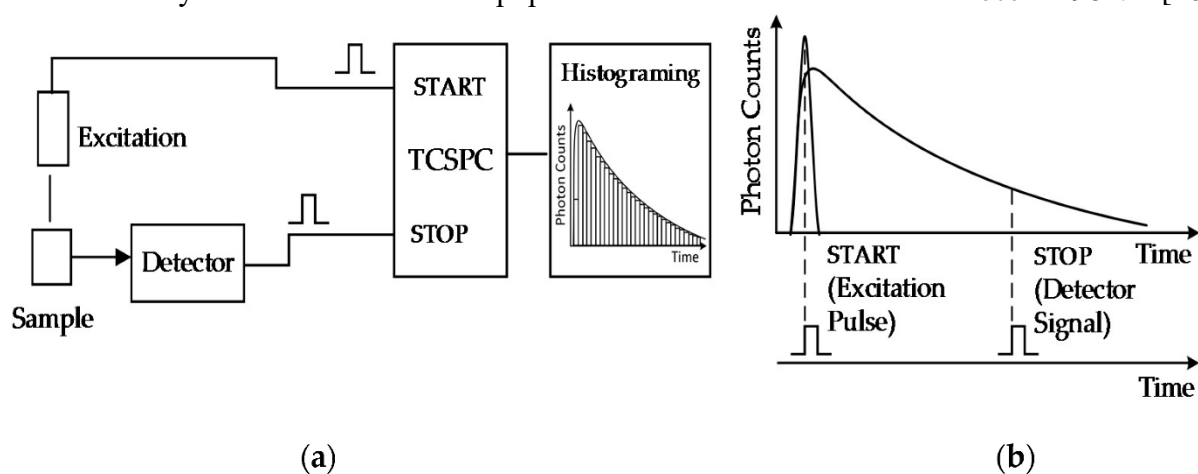 START
Histograming
Photon Counts
Time
Excitation
TCSPC
STOP
Detector
Sample
(a)
Photon Counts
Time
START
(Excitation
Pulse)
STOP
(Detector
Signal)
Time
(b)